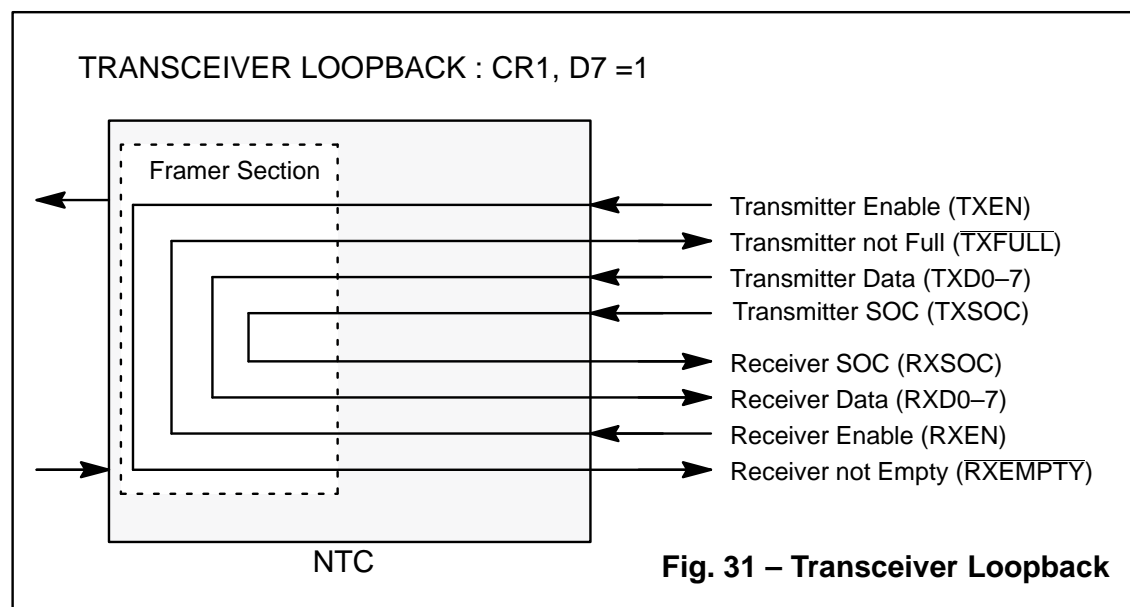 TRANSCEIVER LOOPBACK : CR1, D7 =1
Framer Section
Transmitter Enable (TXEN)
Transmitter not Full (TXFULL)
Transmitter Data (TXD0–7)
Transmitter SOC (TXSOC)
Receiver SOC (RXSOC)
Receiver Data (RXD0–7)
Receiver Enable (RXEN)
Receiver not Empty (RXEMPTY)
NTC
Fig. 31 – Transceiver Loopback